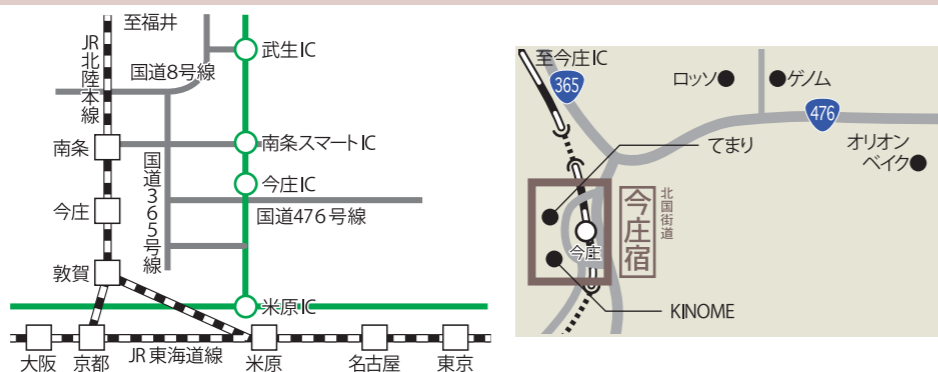 至福井
JR北陸本線
武生IC
国道8号線
南条
南条スマートIC
今庄IC
今庄
国道365号線
国道476号線
敦賀
米原IC
JR東海道線
大阪
京都
米原
名古屋
東京
至今庄IC
365
ロッソ
ゲノム
476
てまり
オリオン
ベイク
北国街道
今庄宿
今庄
KINOME